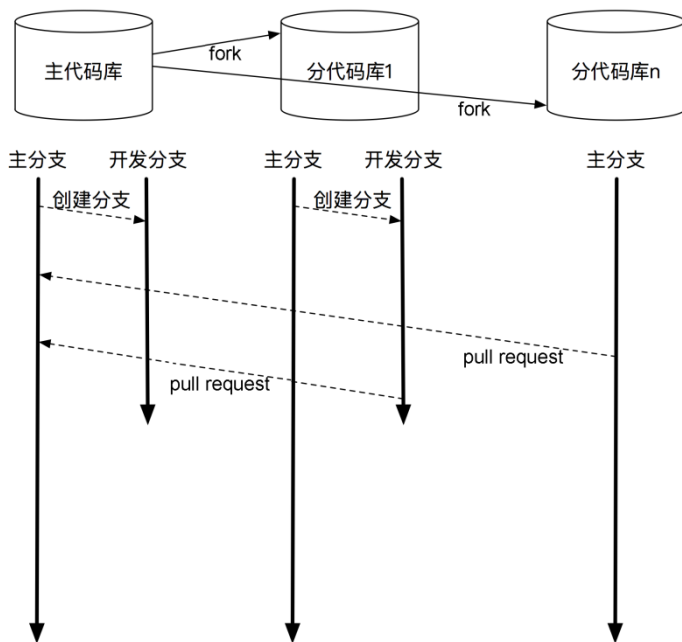 主代码库
fork
分代码库1
fork
分代码库n
主分支
开发分支
主分支
开发分支
主分支
创建分支
创建分支
pull request
pull request